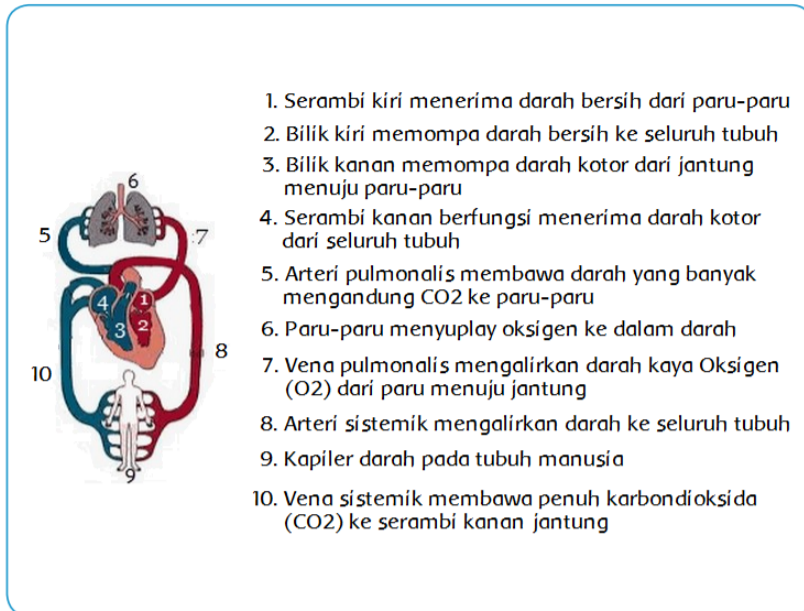 1. Serambi kiri menerima darah bersih dari paru-paru
2. Bilik kiri memompa darah bersih ke seluruh tubuh
3. Bilik kanan memompa darah kotor dari jantung
menuju paru-paru
4. Serambi kanan berfungsi menerima darah kotor
dari seluruh tubuh
5. Arteri pulmonalis membawa darah yang banyak
mengandung CO2 ke paru-paru
6. Paru-paru menyuplay oksigen ke dalam darah
7. Vena pulmonalis mengalirkan darah kaya Oksigen
(O2) dari paru menuju jantung
8. Arteri sistemik mengalirkan darah ke seluruh tubuh
9. Kapiler darah pada tubuh manusia
10. Vena sistemik membawa penuh karbondioksida
(CO2) ke serambi kanan jantung
6
5
7
4
1
3
2
8
10
9